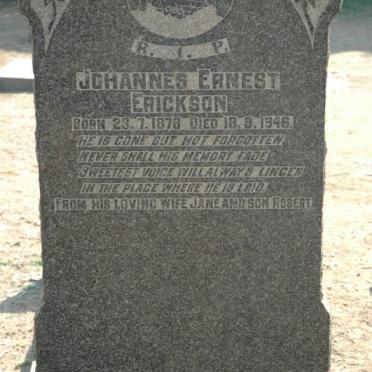 R. I. P.
JOHANNES ERNEST
ERICKSON
BORN 23.7.1878 DIED 18.9.1946.
HE IS GONE BUT NOT FORGOTTEN
NEVER SHALL HIS MEMORY FADE
SWEETEST VOICE WILL ALWAYS LINGER
IN THE PLACE WHERE HE IS LAID.
FROM HIS LOVING WIFE JANE AND SON ROBERT.